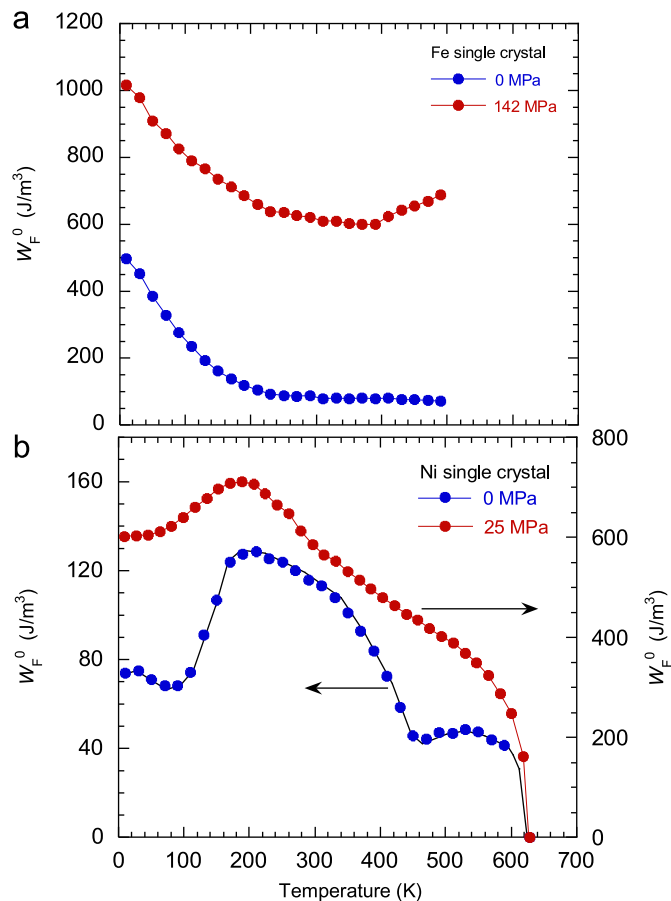 a
1200
1000
800
600
400
200
0
W_F^0 (J/m^3)
Fe single crystal
0 MPa
142 MPa
b
160
120
80
40
0
W_F^0 (J/m^3)
800
600
400
200
0
W_F^0 (J/m^3)
Ni single crystal
0 MPa
25 MPa
0 100 200 300 400 500 600 700
Temperature (K)